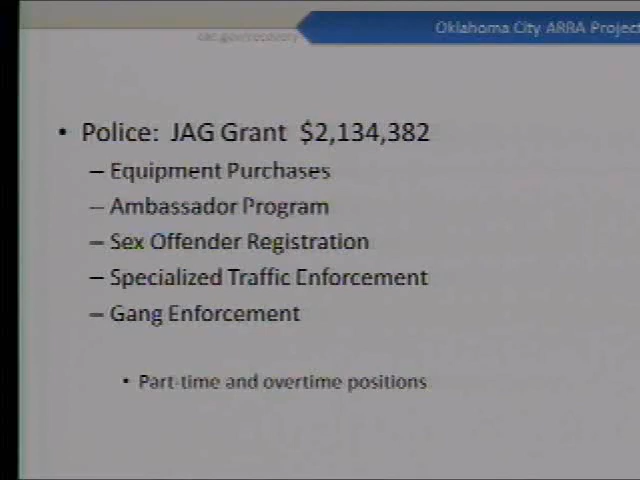 Oklahoma City ARRA Project
• Police: JAG Grant $2,134,382
– Equipment Purchases
– Ambassador Program
– Sex Offender Registration
– Specialized Traffic Enforcement
– Gang Enforcement
• Part-time and overtime positions